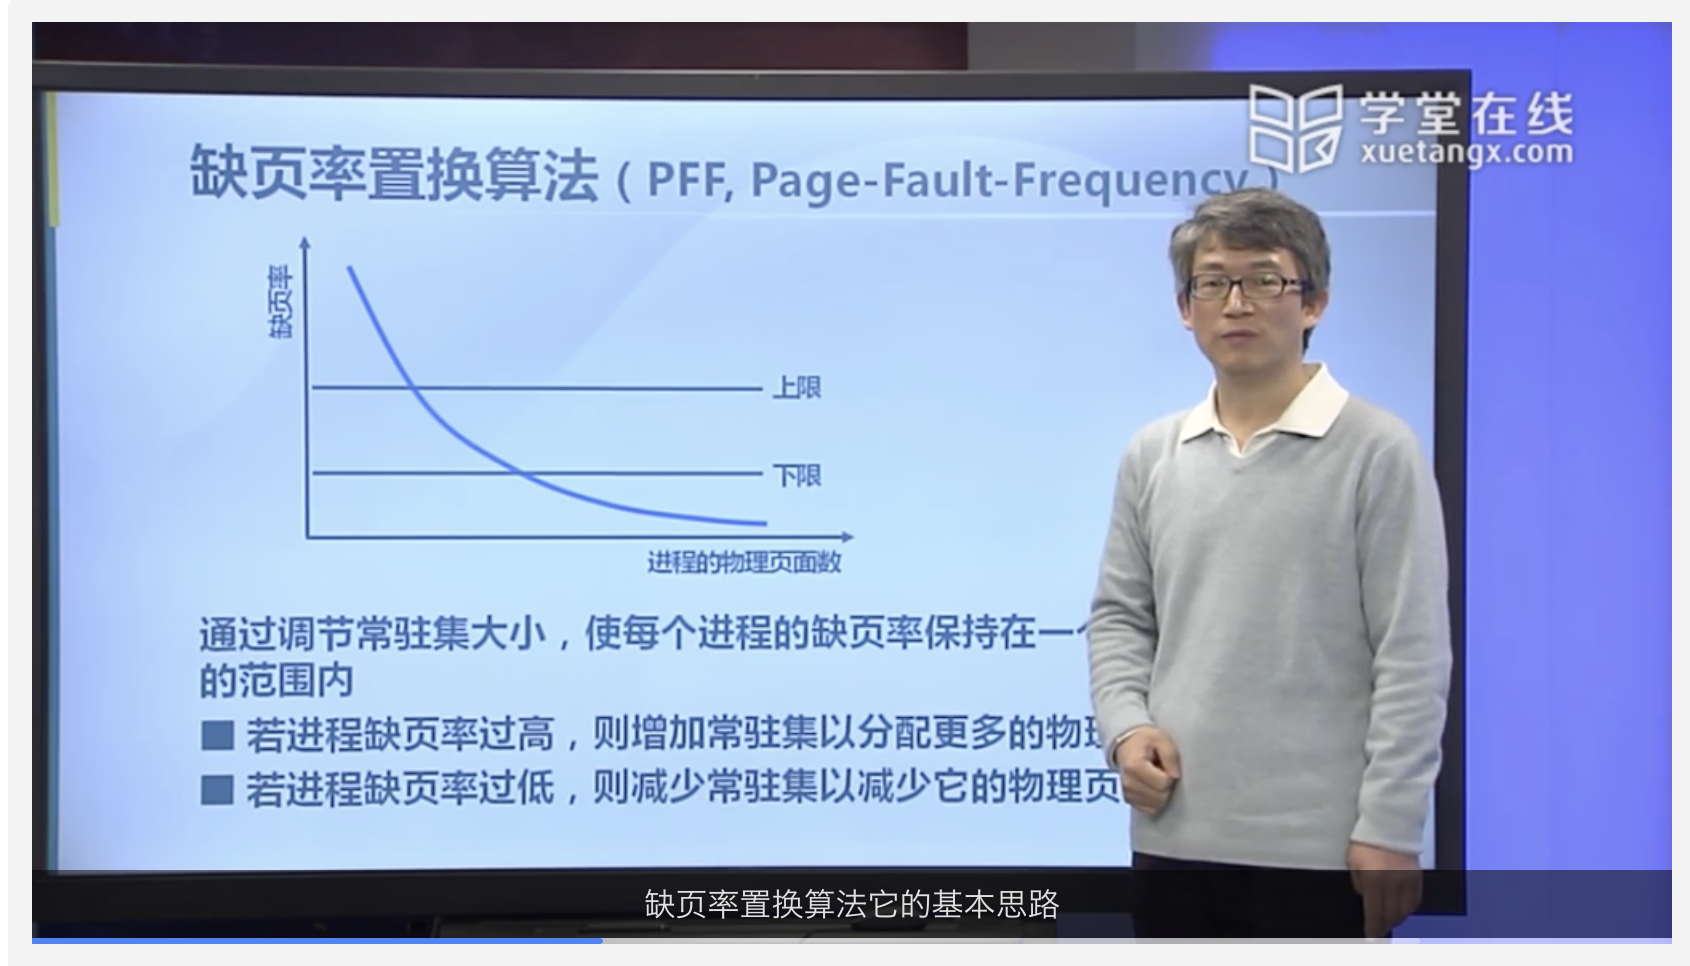 学堂在线
xuetangx.com
缺页率置换算法（PFF, Page-Fault-Frequency）
缺页率
上限
下限
进程的物理页面数
通过调节常驻集大小，使每个进程的缺页率保持在一
的范围内
■ 若进程缺页率过高，则增加常驻集以分配更多的物
■ 若进程缺页率过低，则减少常驻集以减少它的物理页
缺页率置换算法它的基本思路